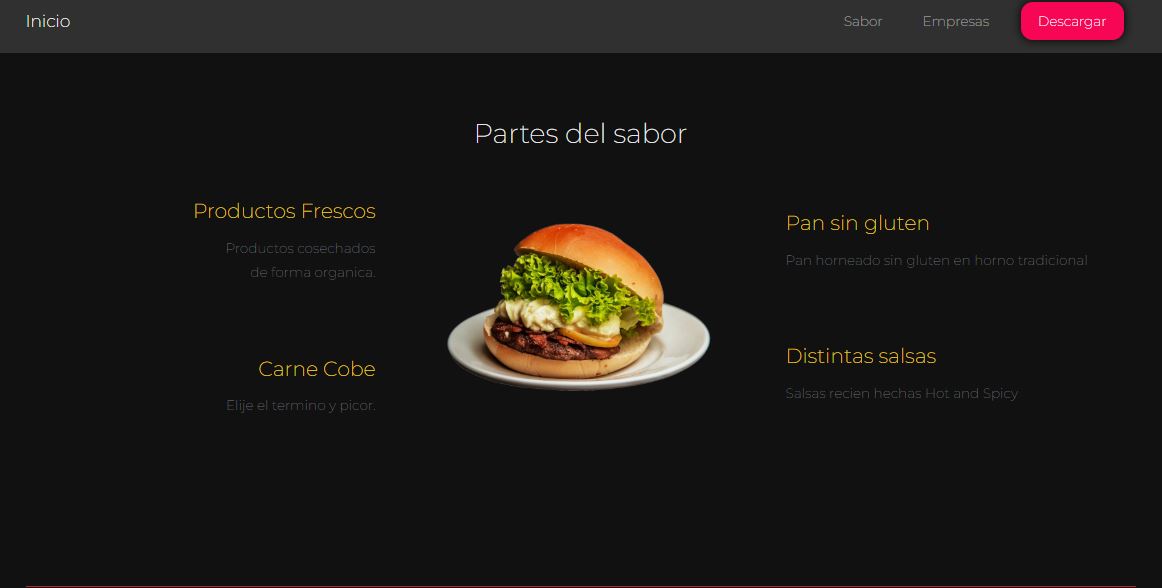 Inicio
Sabor
Empresas
Descargar
Partes del sabor
Productos Frescos
Productos cosechados
de forma organica.
Carne Cobe
Elije el termino y picor.
Pan sin gluten
Pan horneado sin gluten en horno tradicional
Distintas salsas
Salsas recien hechas Hot and Spicy